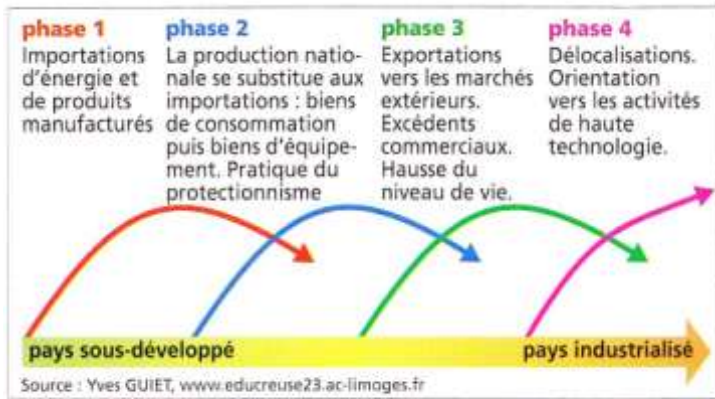 phase 1
Importations
d'énergie et
de produits
manufacturés
phase 2
La production natio-
nale se substitue aux
importations : biens
de consommation
puis biens d'équipe-
ment. Pratique du
protectionnisme
phase 3
Exportations
vers les marchés
extérieurs.
Excédents
commerciaux.
Hausse du
niveau de vie.
phase 4
Délocalisations.
Orientation
vers les activités
de haute
technologie.
pays sous-développé
pays industrialisé
Source : Yves GUIET, www.educreuse23.ac-limoges.fr